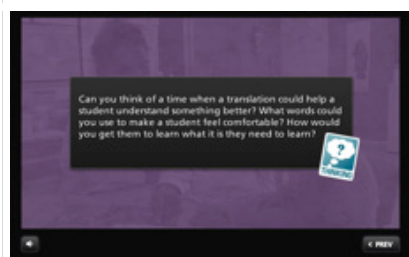 Can you think of a time when a translation could help a
student understand something better? What words could
you use to make a student feel comfortable? How would
you get them to learn what it is they need to learn?
?
THINKING
< PREV